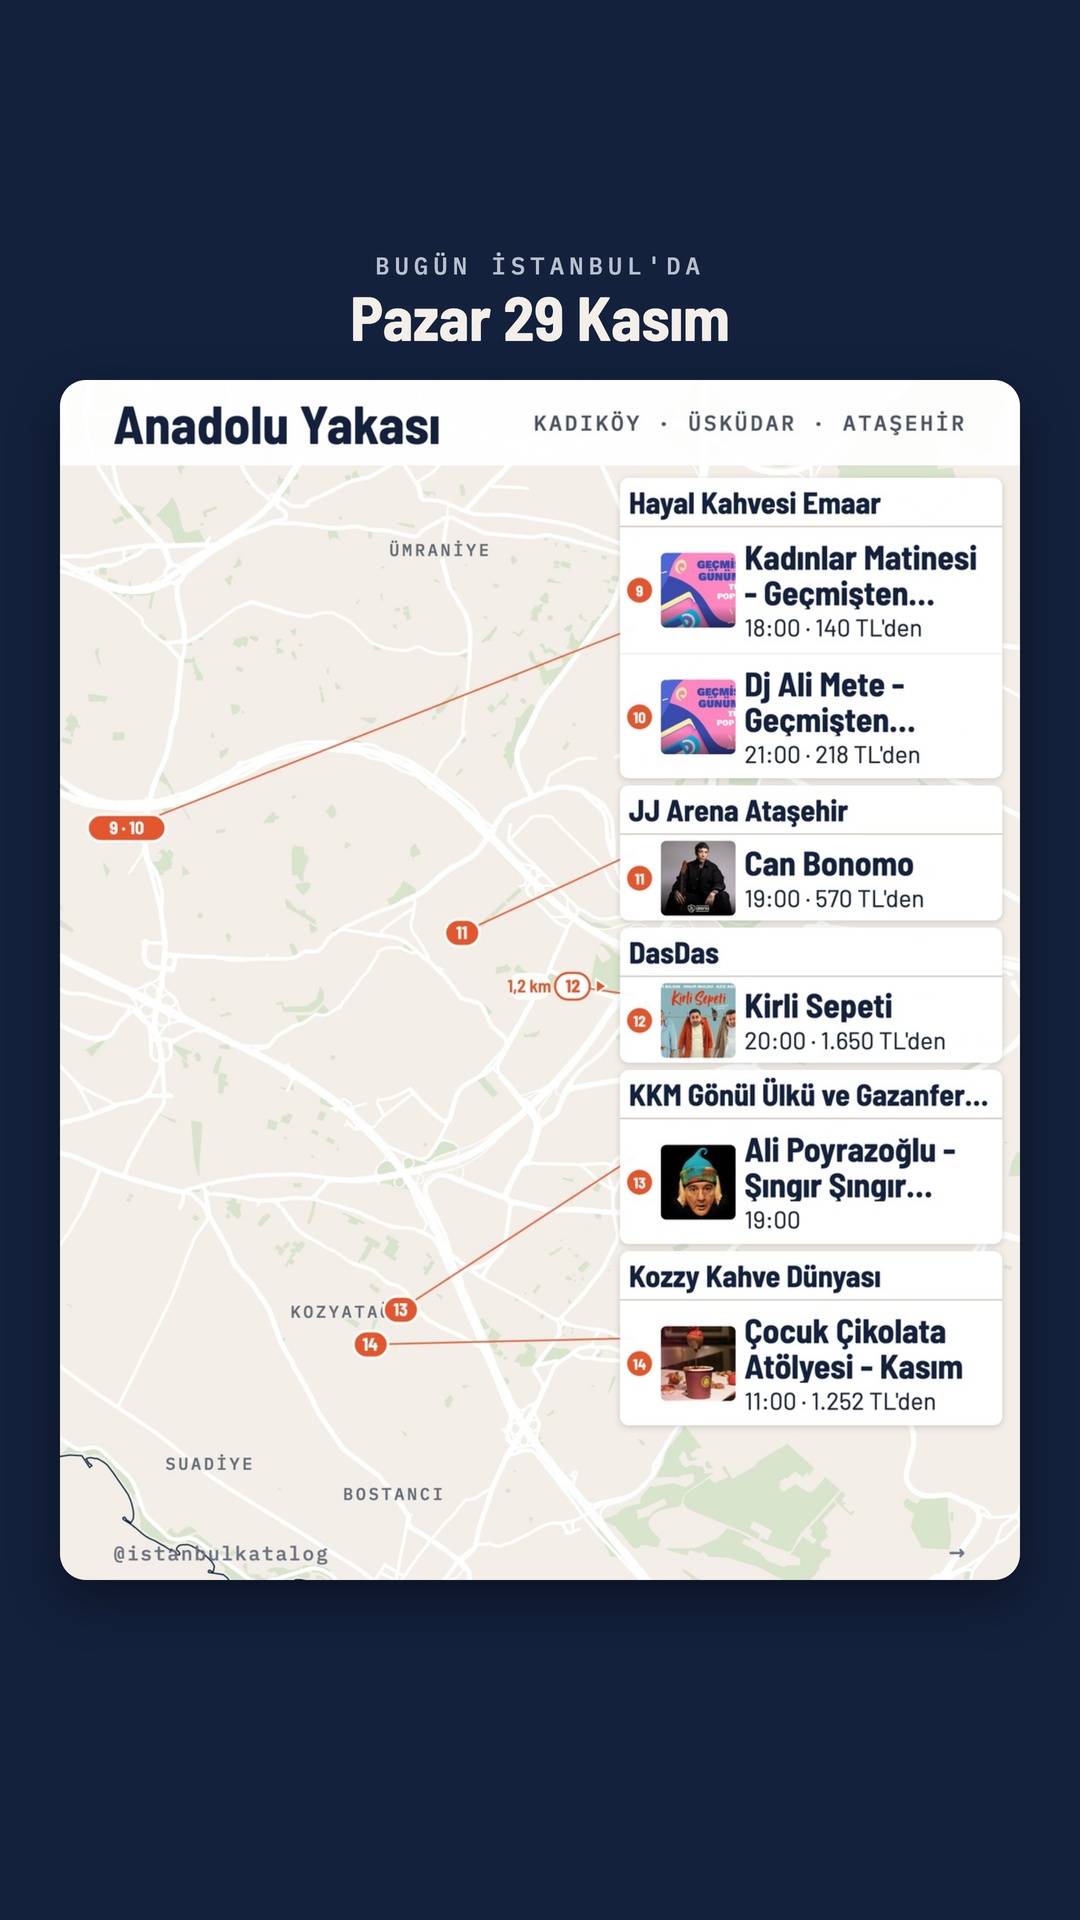 BUGÜN İSTANBUL'DA
Pazar 29 Kasım
Anadolu Yakası
KADIKÖY · ÜSKÜDAR · ATAŞEHİR
ÜMRANİYE
9 · 10
11
1,2 km 12
KOZYATA
13
14
SUADİYE
BOSTANCI
Hayal Kahvesi Emaar
9
Kadınlar Matinesi
- Geçmişten...
18:00 · 140 TL'den
10
Dj Ali Mete -
Geçmişten...
21:00 · 218 TL'den
JJ Arena Ataşehir
11
Can Bonomo
19:00 · 570 TL'den
DasDas
12
Kirli Sepeti
Kirli Sepeti
20:00 · 1.650 TL'den
KKM Gönül Ülkü ve Gazanfer...
13
Ali Poyrazoğlu -
Şıngır Şıngır...
19:00
Kozzy Kahve Dünyası
14
Çocuk Çikolata
Atölyesi - Kasım
11:00 · 1.252 TL'den
@istanbulkatalog
→